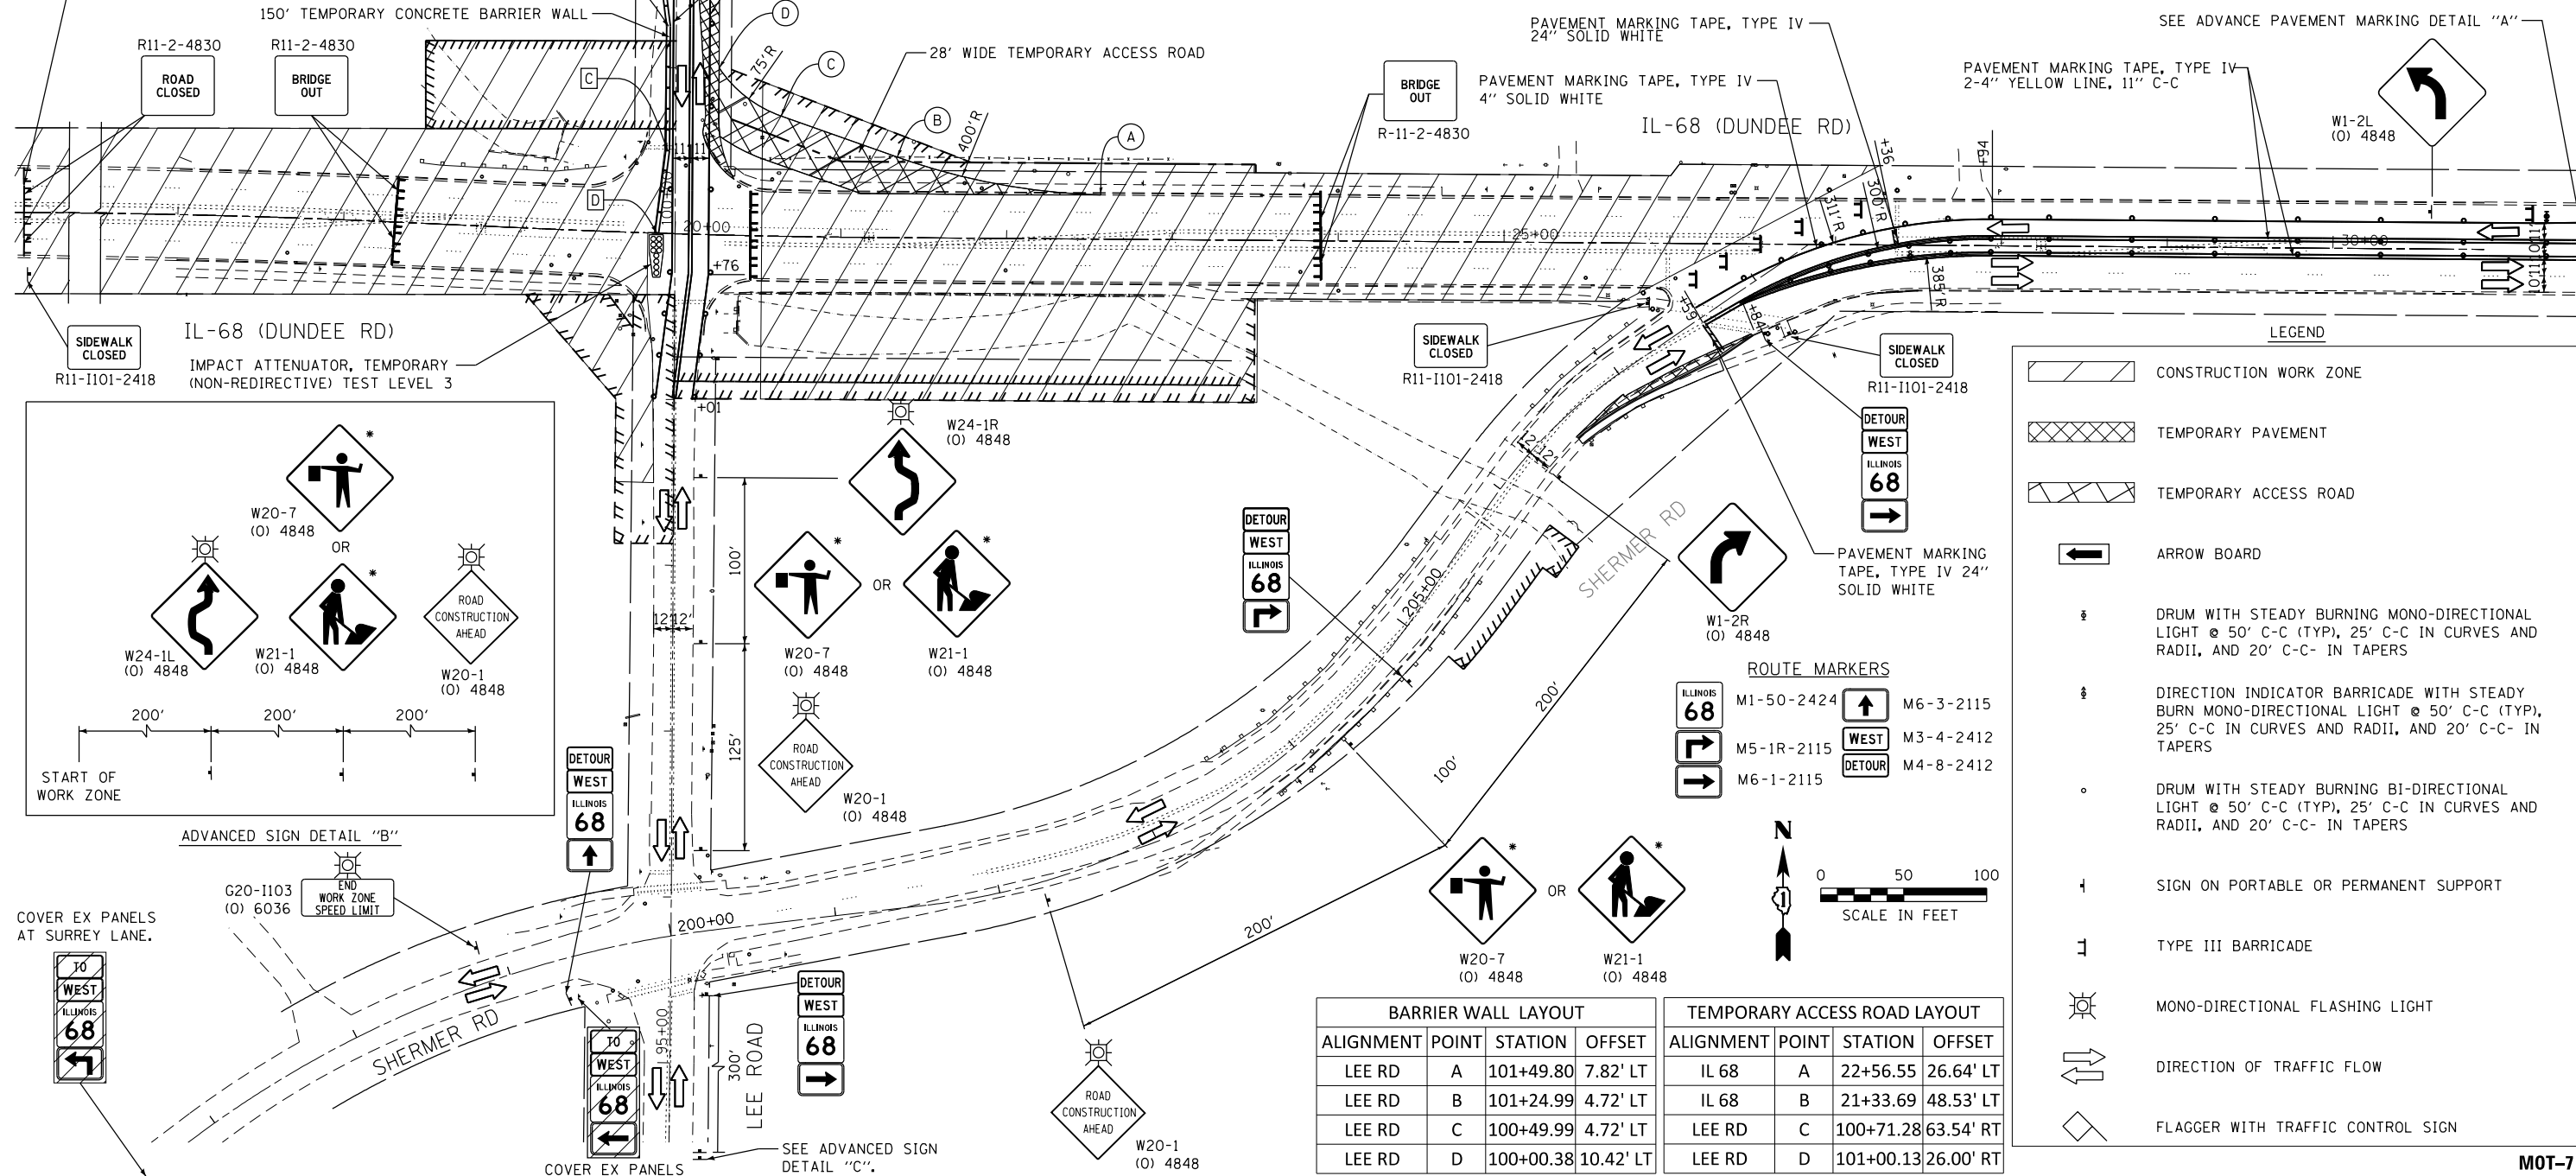 150' TEMPORARY CONCRETE BARRIER WALL
D
75'R
C
28' WIDE TEMPORARY ACCESS ROAD
B
400'R
A
PAVEMENT MARKING TAPE, TYPE IV
24" SOLID WHITE
PAVEMENT MARKING TAPE, TYPE IV
4" SOLID WHITE
SEE ADVANCE PAVEMENT MARKING DETAIL "A"
PAVEMENT MARKING TAPE, TYPE IV
2-4" YELLOW LINE, 11" C-C
W1-2L
(O) 4848
R11-2-4830
ROAD
CLOSED
R11-2-4830
BRIDGE
OUT
C
D
BRIDGE
OUT
R-11-2-4830
IL-68 (DUNDEE RD)
+36
+94
311'R
300'R
385'R
11'
11'
20+00
+76
25+00
30+00
+59
+84
+01
SIDEWALK
CLOSED
R11-I101-2418
IL-68 (DUNDEE RD)
IMPACT ATTENUATOR, TEMPORARY
(NON-REDIRECTIVE) TEST LEVEL 3
SIDEWALK
CLOSED
R11-I101-2418
SIDEWALK
CLOSED
R11-I101-2418
DETOUR
WEST
ILLINOIS
68
PAVEMENT MARKING
TAPE, TYPE IV 24"
SOLID WHITE
*
W20-7
(O) 4848
OR
W24-1L
(O) 4848
*
W21-1
(O) 4848
ROAD
CONSTRUCTION
AHEAD
W20-1
(O) 4848
200'
200'
200'
START OF
WORK ZONE
ADVANCED SIGN DETAIL "B"
W24-1R
(O) 4848
100'
*
OR
*
W20-7
(O) 4848
W21-1
(O) 4848
12'
12'
125'
ROAD
CONSTRUCTION
AHEAD
W20-1
(O) 4848
DETOUR
WEST
ILLINOIS
68
12'
12'
SHERMER RD
205+00
W1-2R
(O) 4848
200'
100'
200'
ROUTE MARKERS
ILLINOIS
68
M1-50-2424
M6-3-2115
M5-1R-2115
WEST
M3-4-2412
M6-1-2115
DETOUR
M4-8-2412
DETOUR
WEST
ILLINOIS
68
G20-I103
(O) 6036
END
WORK ZONE
SPEED LIMIT
COVER EX PANELS
AT SURREY LANE.
TO
WEST
ILLINOIS
68
SHERMER RD
200+00
195+00
TO
WEST
ILLINOIS
68
COVER EX PANELS
300'
LEE ROAD
DETOUR
WEST
ILLINOIS
68
SEE ADVANCED SIGN
DETAIL "C".
ROAD
CONSTRUCTION
AHEAD
W20-1
(O) 4848
*
OR
*
W20-7
(O) 4848
W21-1
(O) 4848
N
1
0 50 100
SCALE IN FEET
BARRIER WALL LAYOUT
ALIGNMENT POINT STATION OFFSET
LEE RD A 101+49.80 7.82' LT
LEE RD B 101+24.99 4.72' LT
LEE RD C 100+49.99 4.72' LT
LEE RD D 100+00.38 10.42' LT
TEMPORARY ACCESS ROAD LAYOUT
ALIGNMENT POINT STATION OFFSET
IL 68 A 22+56.55 26.64' LT
IL 68 B 21+33.69 48.53' LT
LEE RD C 100+71.28 63.54' RT
LEE RD D 101+00.13 26.00' RT
LEGEND
CONSTRUCTION WORK ZONE
TEMPORARY PAVEMENT
TEMPORARY ACCESS ROAD
ARROW BOARD
DRUM WITH STEADY BURNING MONO-DIRECTIONAL
LIGHT @ 50' C-C (TYP), 25' C-C IN CURVES AND
RADII, AND 20' C-C- IN TAPERS
DIRECTION INDICATOR BARRICADE WITH STEADY
BURN MONO-DIRECTIONAL LIGHT @ 50' C-C (TYP),
25' C-C IN CURVES AND RADII, AND 20' C-C- IN
TAPERS
DRUM WITH STEADY BURNING BI-DIRECTIONAL
LIGHT @ 50' C-C (TYP), 25' C-C IN CURVES AND
RADII, AND 20' C-C- IN TAPERS
SIGN ON PORTABLE OR PERMANENT SUPPORT
TYPE III BARRICADE
MONO-DIRECTIONAL FLASHING LIGHT
DIRECTION OF TRAFFIC FLOW
FLAGGER WITH TRAFFIC CONTROL SIGN
MOT-7